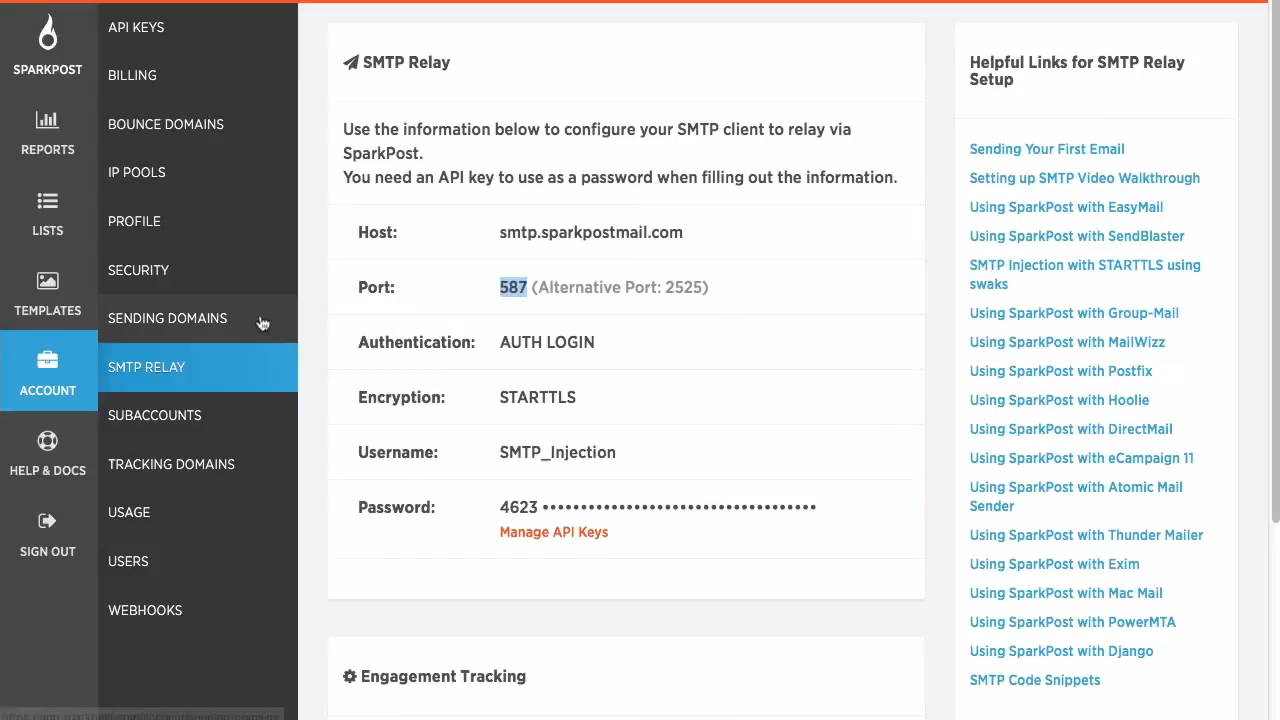 SPARKPOST
REPORTS
LISTS
TEMPLATES
ACCOUNT
HELP & DOCS
SIGN OUT
API KEYS
BILLING
BOUNCE DOMAINS
IP POOLS
PROFILE
SECURITY
SENDING DOMAINS
SMTP RELAY
SUBACCOUNTS
TRACKING DOMAINS
USAGE
USERS
WEBHOOKS
SMTP Relay
Use the information below to configure your SMTP client to relay via
SparkPost.
You need an API key to use as a password when filling out the information.
Host: smtp.sparkpostmail.com
Port: 587 (Alternative Port: 2525)
Authentication: AUTH LOGIN
Encryption: STARTTLS
Username: SMTP_Injection
Password: 4623 ••••••••••••••••••••••••••••••••••••
Manage API Keys
Engagement Tracking
Helpful Links for SMTP Relay
Setup
Sending Your First Email
Setting up SMTP Video Walkthrough
Using SparkPost with EasyMail
Using SparkPost with SendBlaster
SMTP Injection with STARTTLS using
swaks
Using SparkPost with Group-Mail
Using SparkPost with MailWizz
Using SparkPost with Postfix
Using SparkPost with Hoolie
Using SparkPost with DirectMail
Using SparkPost with eCampaign 11
Using SparkPost with Atomic Mail
Sender
Using SparkPost with Thunder Mailer
Using SparkPost with Exim
Using SparkPost with Mac Mail
Using SparkPost with PowerMTA
Using SparkPost with Django
SMTP Code Snippets